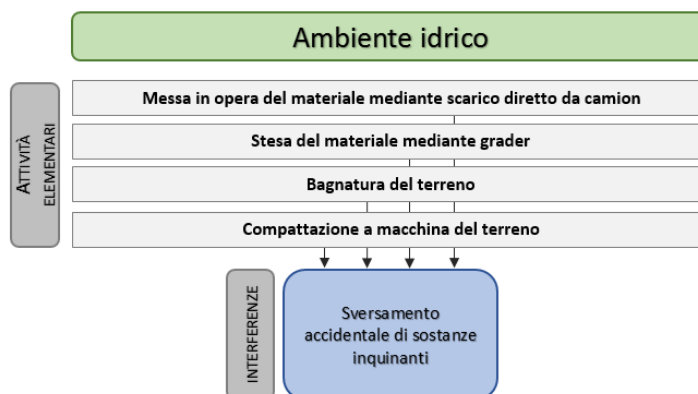 Ambiente idrico
ATTIVITÀ
ELEMENTARI
Messa in opera del materiale mediante scarico diretto da camion
Stesa del materiale mediante grader
Bagnatura del terreno
Compattazione a macchina del terreno
INTERFERENZE
Sversamento
accidentale di sostanze
inquinanti